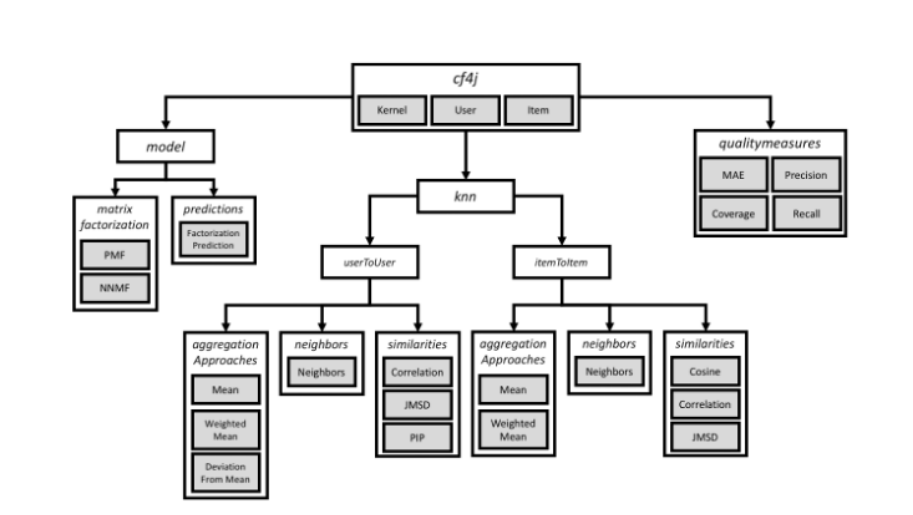 cf4j
Kernel
User
Item
model
qualitymeasures
MAE
Precision
Coverage
Recall
knn
matrix
factorization
PMF
NNMF
predictions
Factorization
Prediction
userToUser
itemToItem
aggregation
Approaches
Mean
Weighted
Mean
Deviation
From Mean
neighbors
Neighbors
similarities
Correlation
JMSD
PIP
aggregation
Approaches
Mean
Weighted
Mean
neighbors
Neighbors
similarities
Cosine
Correlation
JMSD